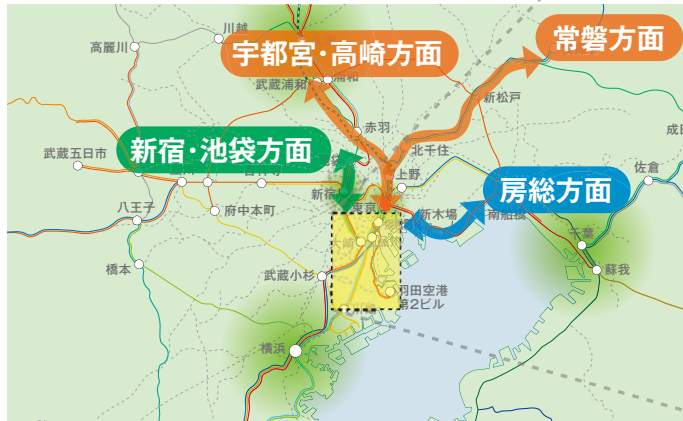 川越
高麗川
宇都宮・高崎方面
常磐方面
武蔵浦和
浦和
新松戸
赤羽
武蔵五日市
新宿・池袋方面
北千住
成田
佐倉
上野
房総方面
新宿
東京
新木場
南船橋
八王子
府中本町
千葉
橋本
武蔵小杉
蘇我
羽田空港
第2ビル
横浜